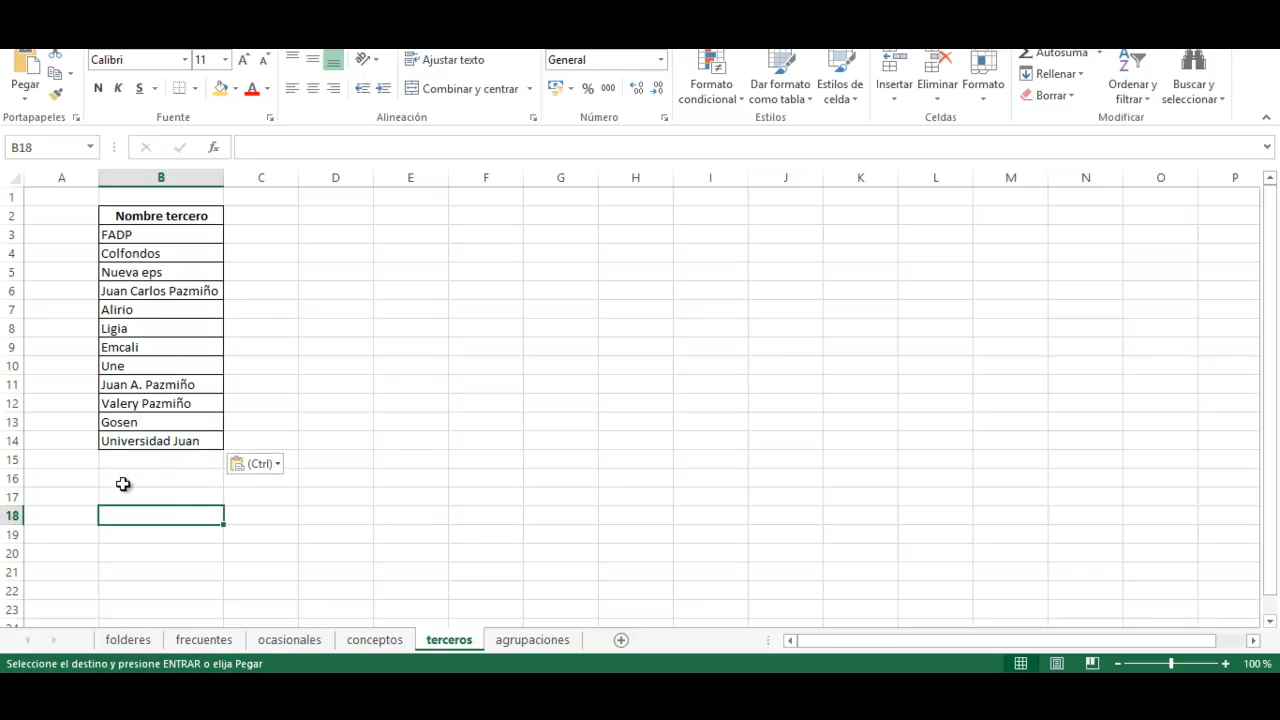 Calibri 11 Ajustar texto General Autosuma
Rellenar
Pegar N K S A Combinar y centrar % 000 Formato condicional Dar formato como tabla Estilos de celda Insertar Eliminar Formato Borrar Ordenar y filtrar Buscar y seleccionar
Portapapeles Fuente Alineación Número Estilos Celdas Modificar
B18 fx
A B C D E F G H I J K L M N O P
1
2 Nombre tercero
3 FADP
4 Colfondos
5 Nueva eps
6 Juan Carlos Pazmiño
7 Alirio
8 Ligia
9 Emcali
10 Une
11 Juan A. Pazmiño
12 Valery Pazmiño
13 Gosen
14 Universidad Juan
15 (Ctrl)
16
17
18
19
20
21
22
23
folderes frecuentes ocasionales conceptos terceros agrupaciones
Seleccione el destino y presione ENTRAR o elija Pegar 100 %